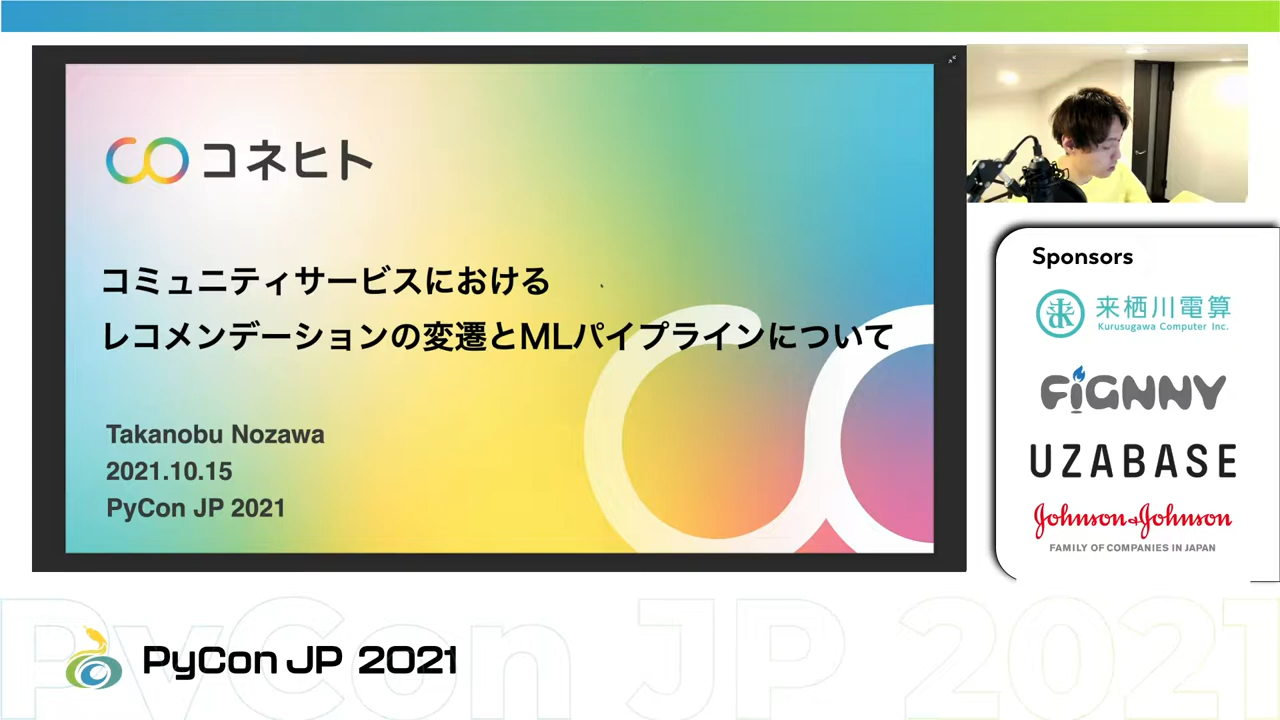 コネヒト
コミュニティサービスにおける
レコメンデーションの変遷とMLパイプラインについて
Takanobu Nozawa
2021.10.15
PyCon JP 2021
Sponsors
来栖川電算
Kurusugawa Computer Inc.
FiGNNY
UZABASE
Johnson & Johnson
FAMILY OF COMPANIES IN JAPAN
PyCon JP 2021
PyCon JP 2021